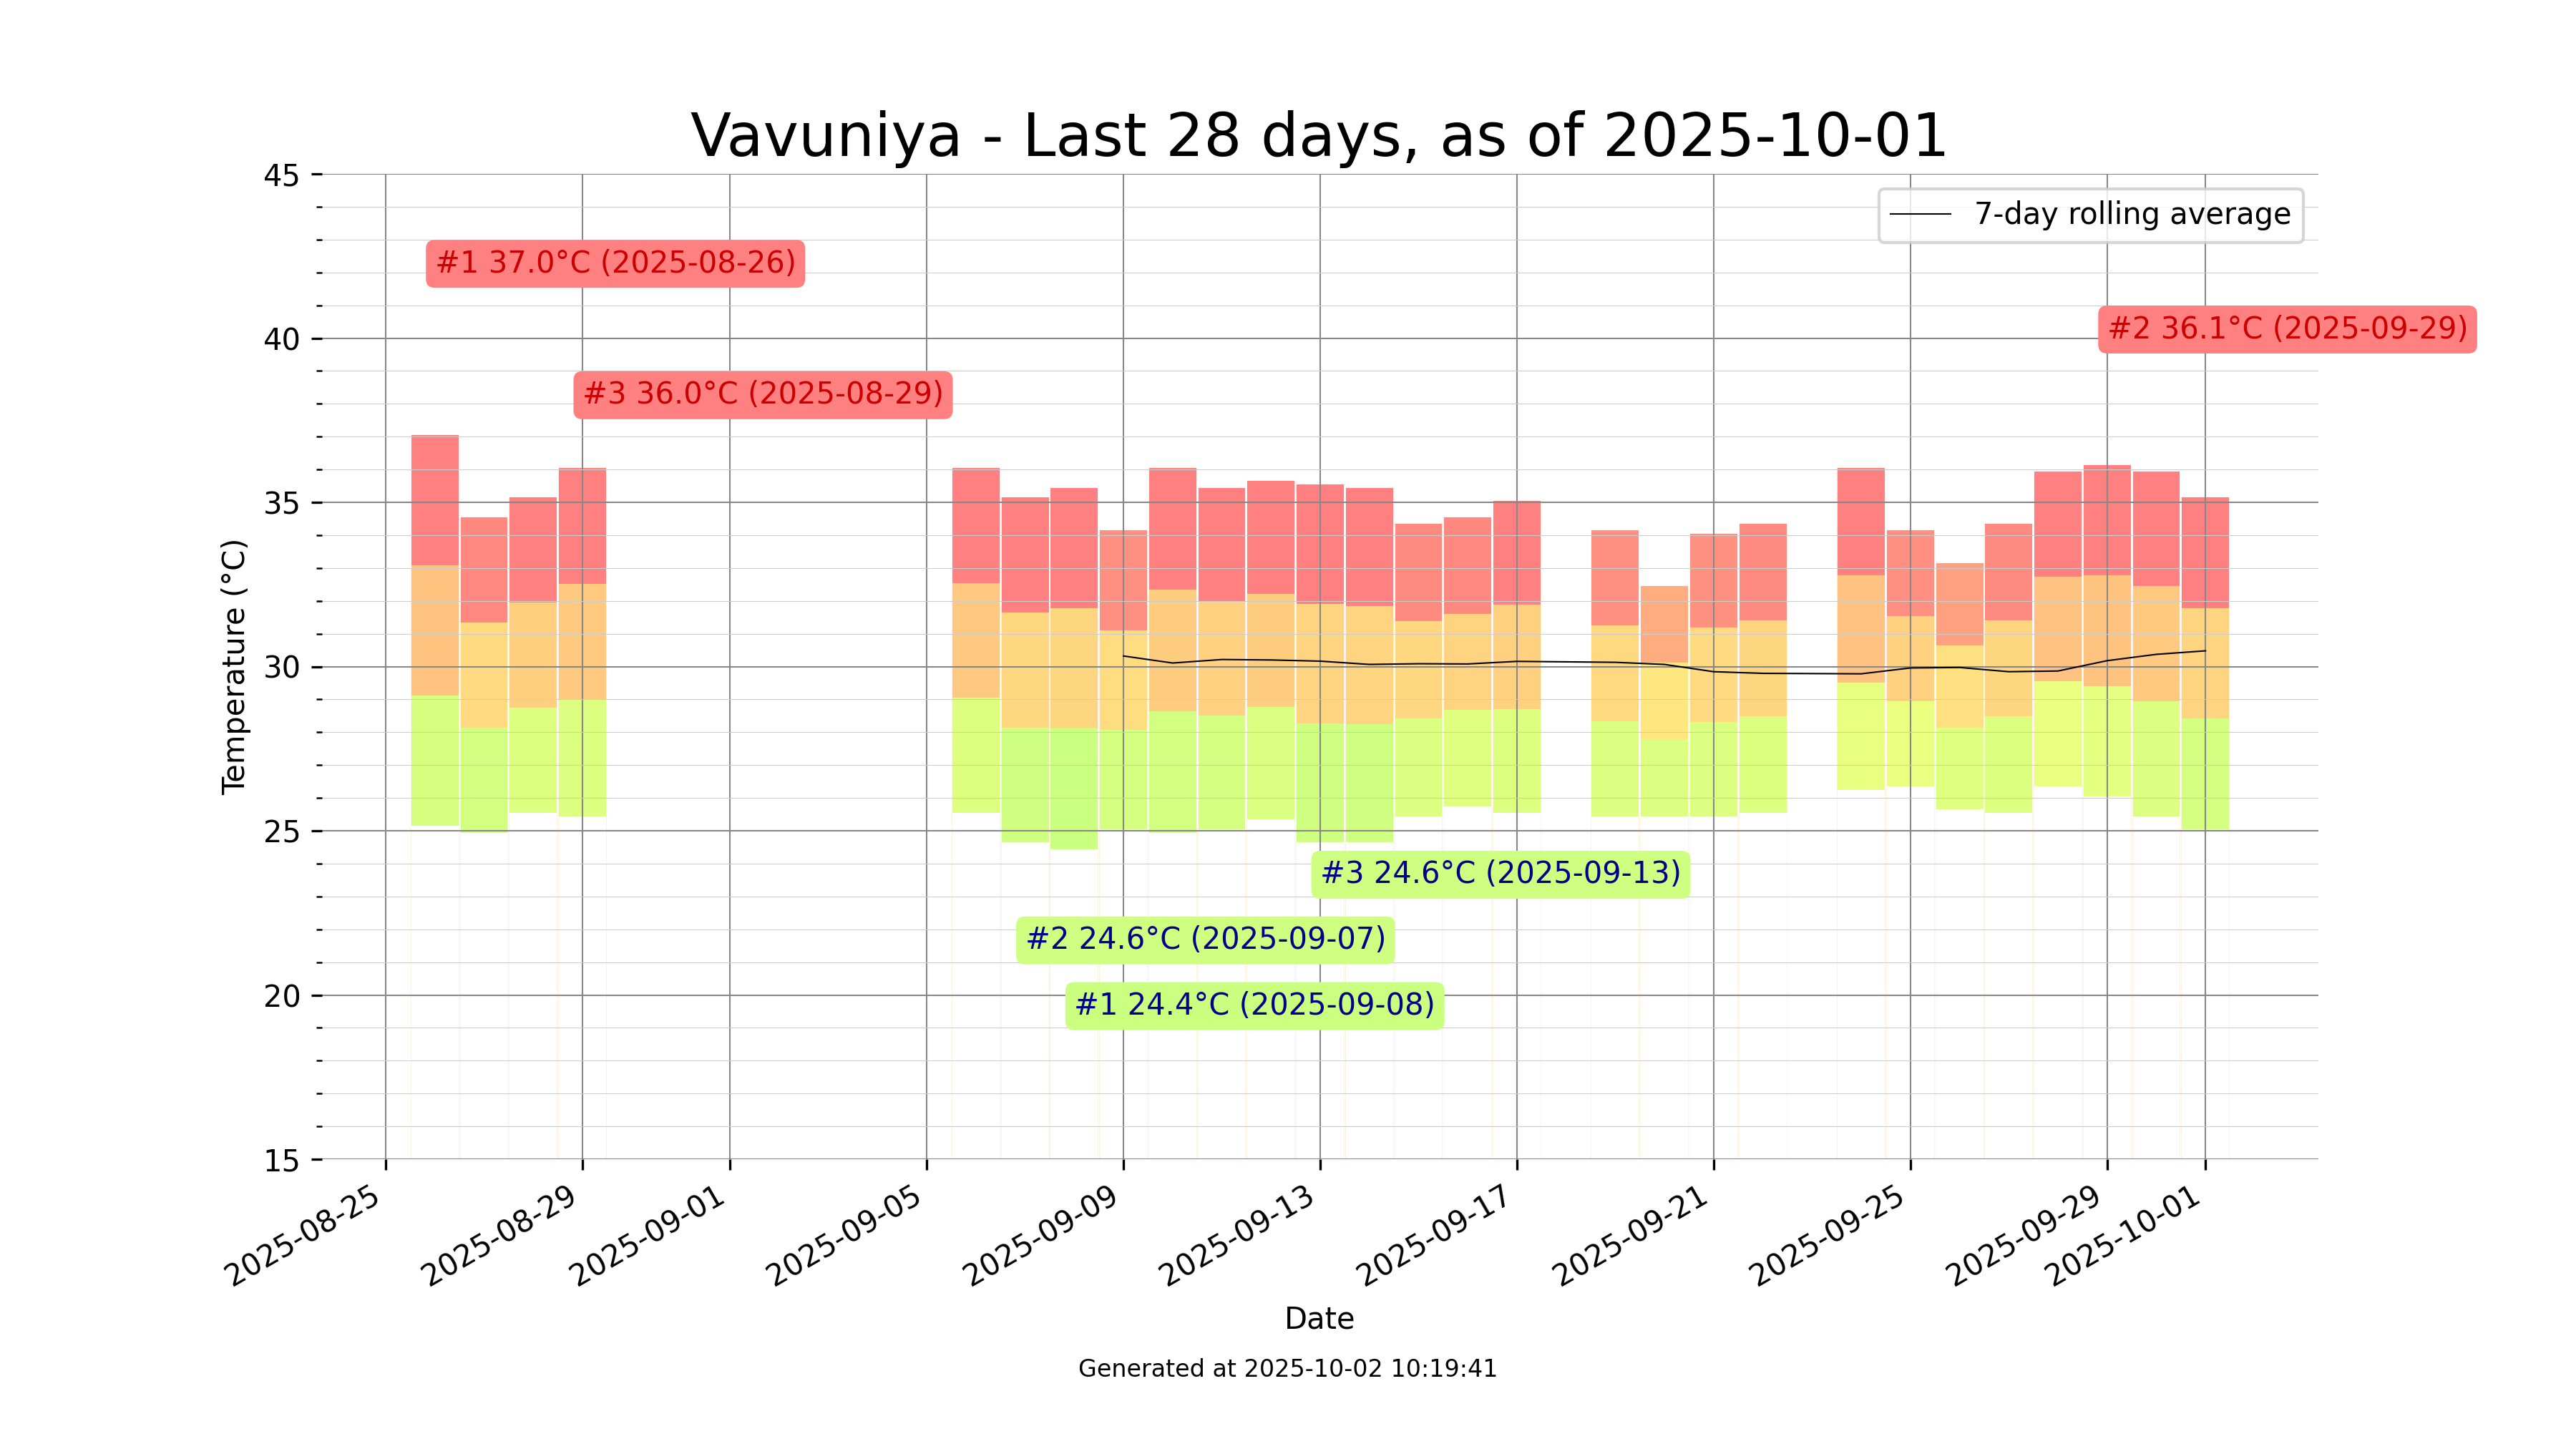 Vavuniya - Last 28 days, as of 2025-10-01
7-day rolling average
#1 37.0°C (2025-08-26)
#2 36.1°C (2025-09-29)
#3 36.0°C (2025-08-29)
#3 24.6°C (2025-09-13)
#2 24.6°C (2025-09-07)
#1 24.4°C (2025-09-08)
Temperature (°C)
45
40
35
30
25
20
15
2025-08-25
2025-08-29
2025-09-01
2025-09-05
2025-09-09
2025-09-13
2025-09-17
2025-09-21
2025-09-25
2025-09-29
2025-10-01
Date
Generated at 2025-10-02 10:19:41